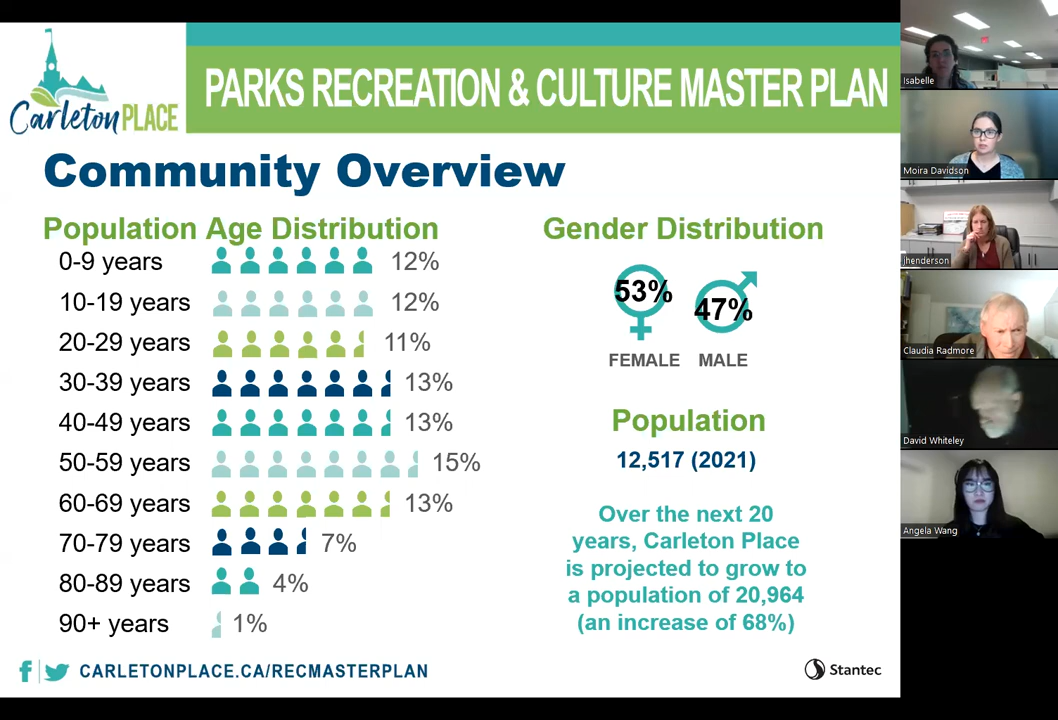 Carleton PLACE
PARKS RECREATION & CULTURE MASTER PLAN
Community Overview
Population Age Distribution
0-9 years 12%
10-19 years 12%
20-29 years 11%
30-39 years 13%
40-49 years 13%
50-59 years 15%
60-69 years 13%
70-79 years 7%
80-89 years 4%
90+ years 1%
Gender Distribution
53% 47%
FEMALE MALE
Population
12,517 (2021)
Over the next 20
years, Carleton Place
is projected to grow to
a population of 20,964
(an increase of 68%)
CARLETONPLACE.CA/RECMASTERPLAN
Stantec
Isabelle
Moira Davidson
jhenderson
Claudia Radmore
David Whiteley
Angela Wang